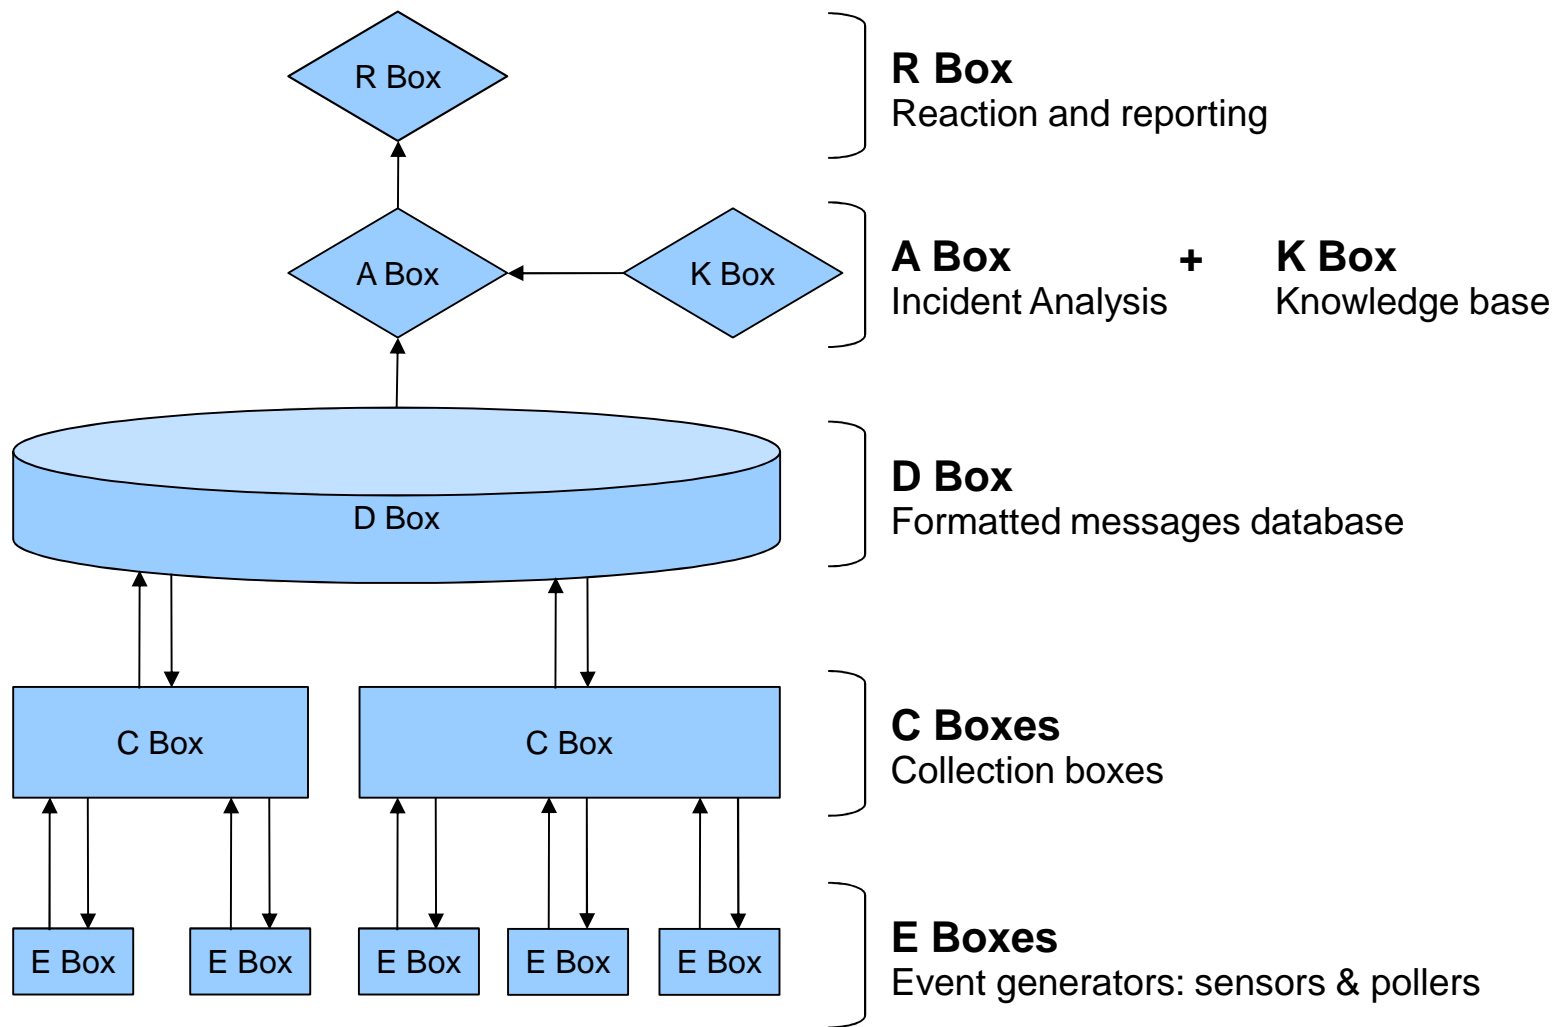 R Box
R Box
Reaction and reporting
A Box
K Box
A Box + K Box
Incident Analysis Knowledge base
D Box
D Box
Formatted messages database
C Box
C Box
C Boxes
Collection boxes
E Box
E Box
E Box
E Box
E Box
E Boxes
Event generators: sensors & pollers